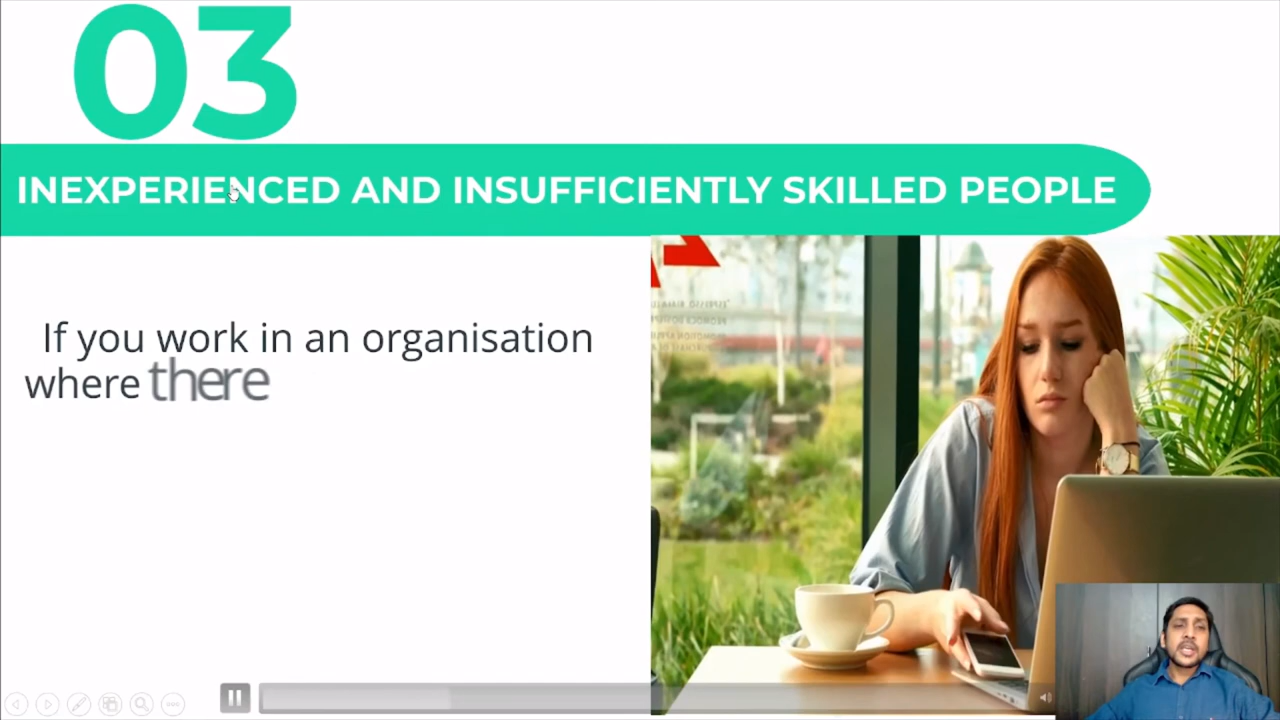 03
INEXPERIENCED AND INSUFFICIENTLY SKILLED PEOPLE
If you work in an organisation
where there